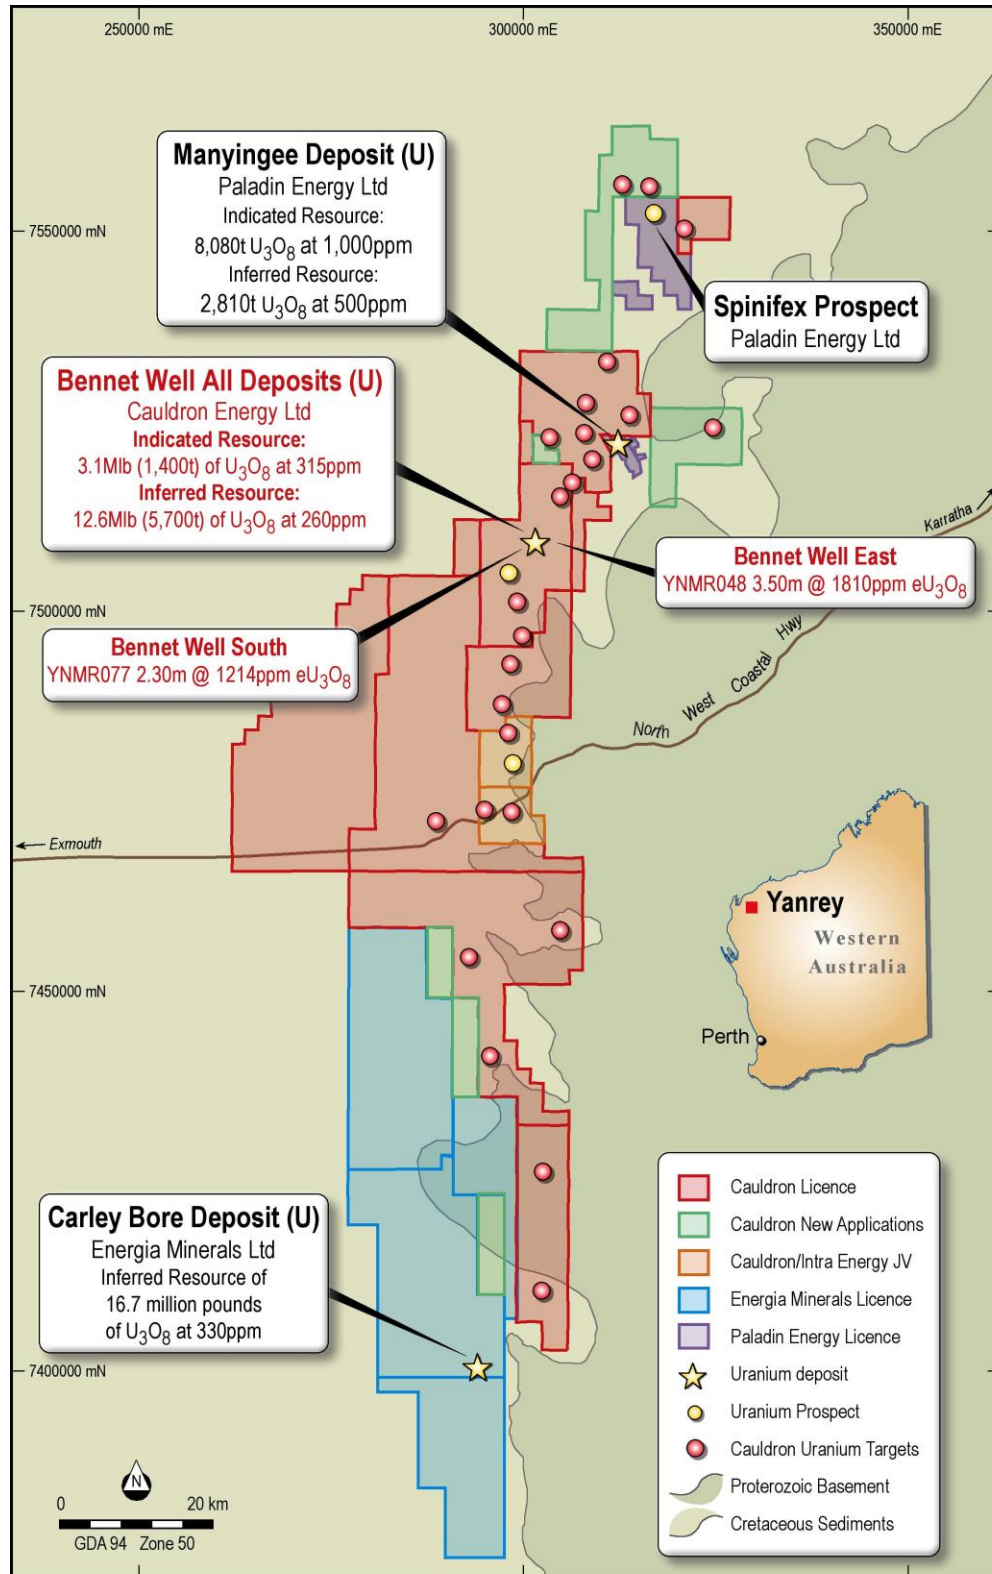 250000 mE
300000 mE
350000 mE
Manyingee Deposit (U)
Paladin Energy Ltd
Indicated Resource:
8,080t U₃O₈ at 1,000ppm
Inferred Resource:
2,810t U₃O₈ at 500ppm
7550000 mN
Spinifex Prospect
Paladin Energy Ltd
Bennet Well All Deposits (U)
Cauldron Energy Ltd
Indicated Resource:
3.1Mlb (1,400t) of U₃O₈ at 315ppm
Inferred Resource:
12.6Mlb (5,700t) of U₃O₈ at 260ppm
Karratha
Bennet Well East
YNMR048 3.50m @ 1810ppm eU₃O₈
7500000 mN
Bennet Well South
YNMR077 2.30m @ 1214ppm eU₃O₈
North West Coastal Hwy
Exmouth
Yanrey
Western
Australia
Perth
7450000 mN
Carley Bore Deposit (U)
Energia Minerals Ltd
Inferred Resource of
16.7 million pounds
of U₃O₈ at 330ppm
7400000 mN
Cauldron Licence
Cauldron New Applications
Cauldron/Intra Energy JV
Energia Minerals Licence
Paladin Energy Licence
Uranium deposit
Uranium Prospect
Cauldron Uranium Targets
Proterozoic Basement
Cretaceous Sediments
N
0 20 km
GDA 94 Zone 50